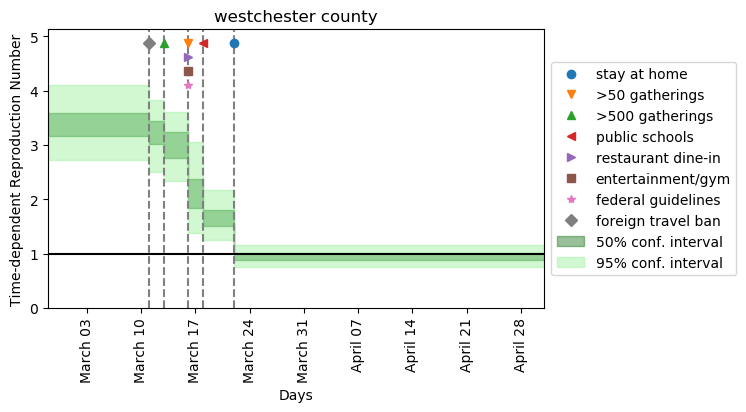 westchester county
Time-dependent Reproduction Number
5
4
3
2
1
0
March 03
March 10
March 17
March 24
March 31
April 07
April 14
April 21
April 28
Days
stay at home
>50 gatherings
>500 gatherings
public schools
restaurant dine-in
entertainment/gym
federal guidelines
foreign travel ban
50% conf. interval
95% conf. interval